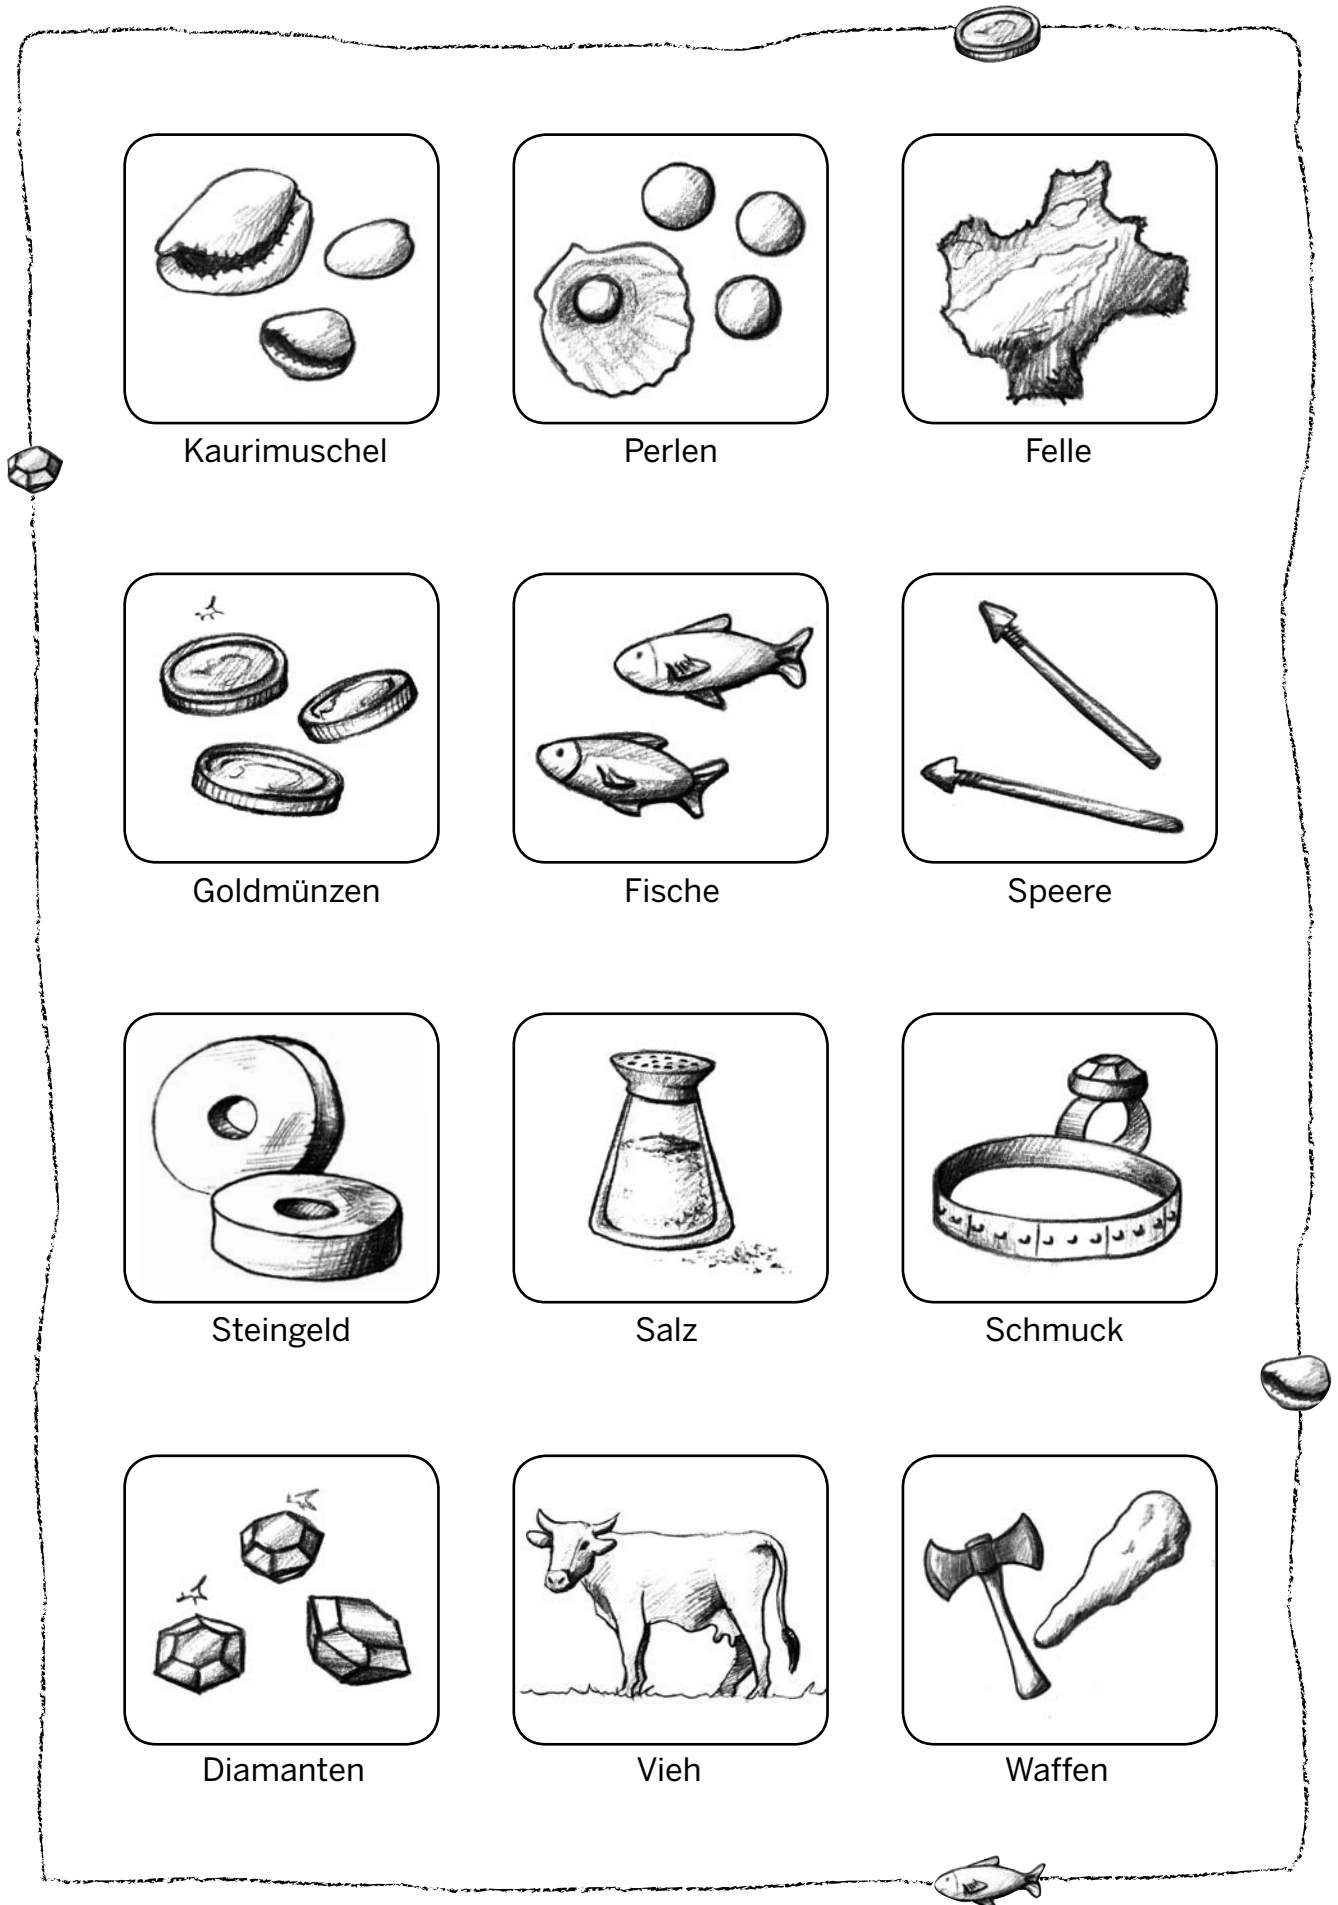 Kaurimuschel
Perlen
Felle
Goldmünzen
Fische
Speere
Steingeld
Salz
Schmuck
Diamanten
Vieh
Waffen